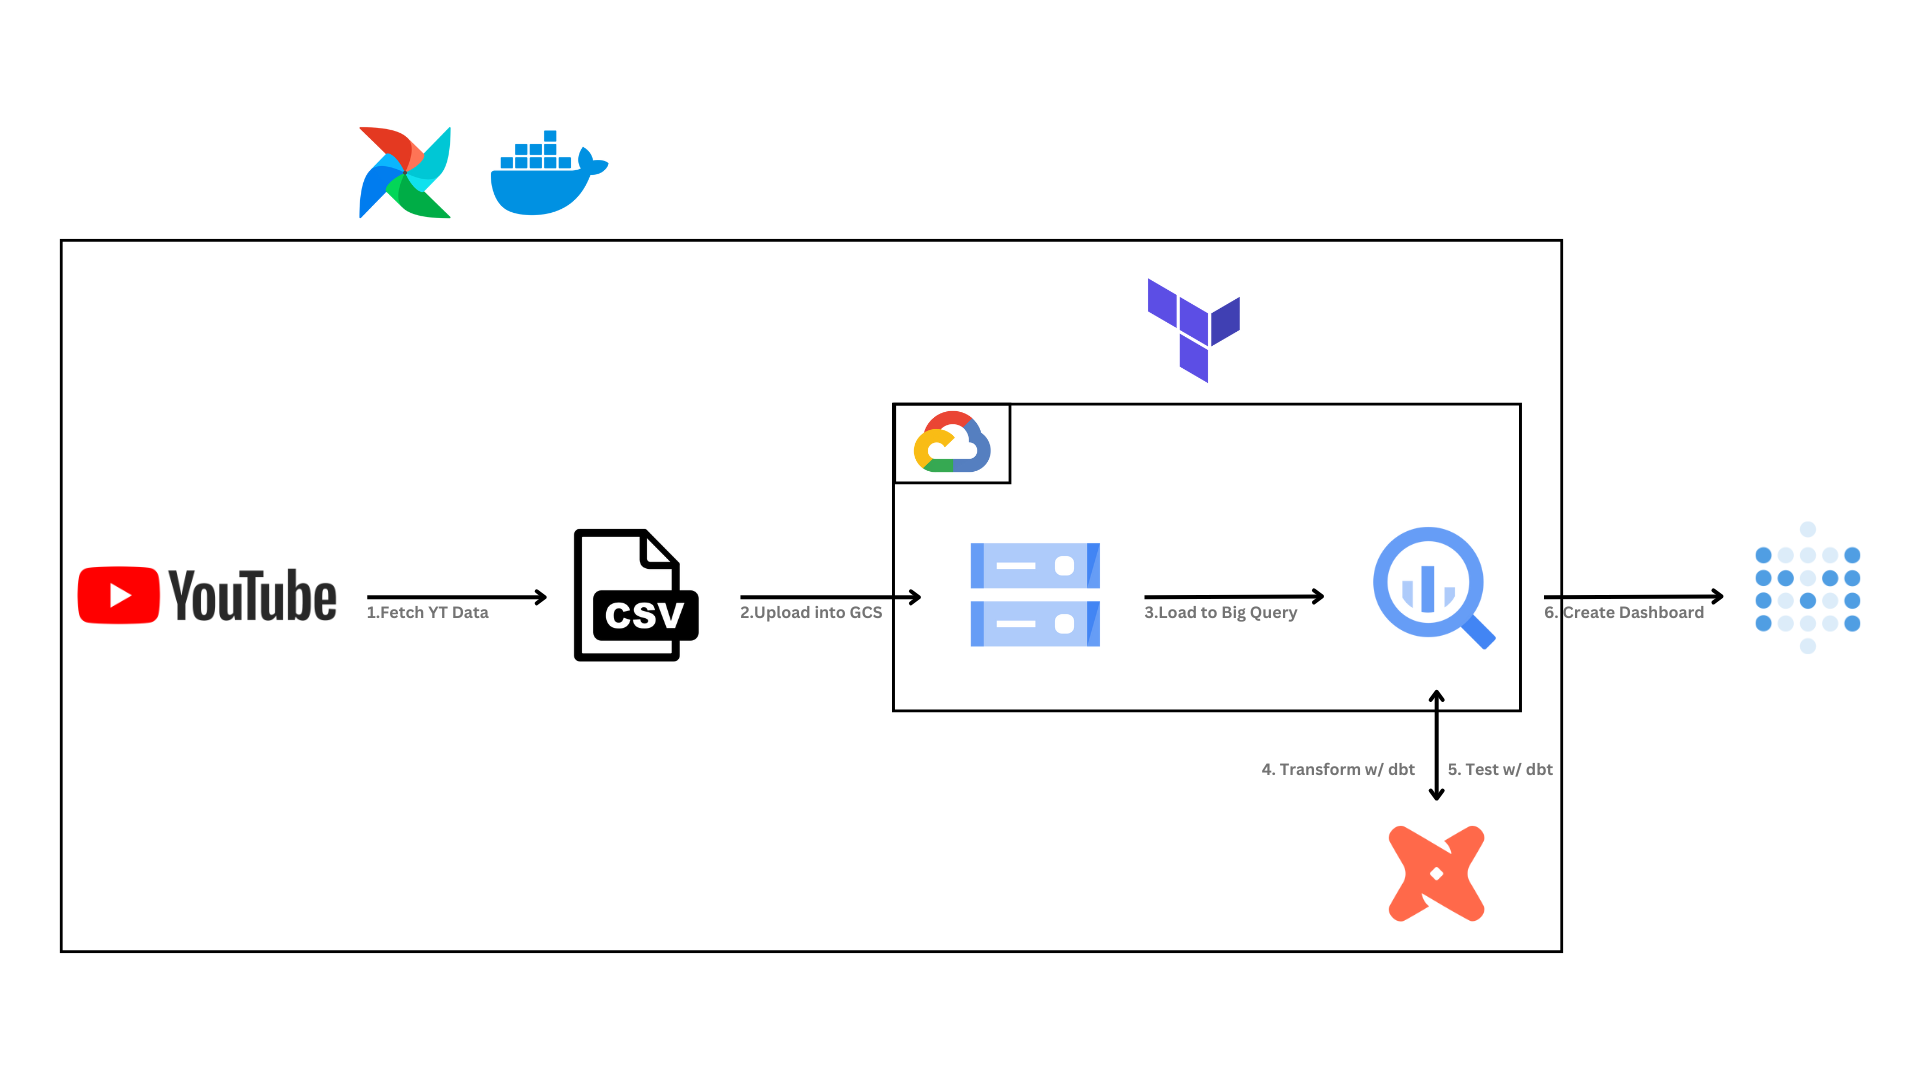 YouTube
1.Fetch YT Data
CSV
2.Upload into GCS
3.Load to Big Query
6. Create Dashboard
4. Transform w/ dbt
5. Test w/ dbt